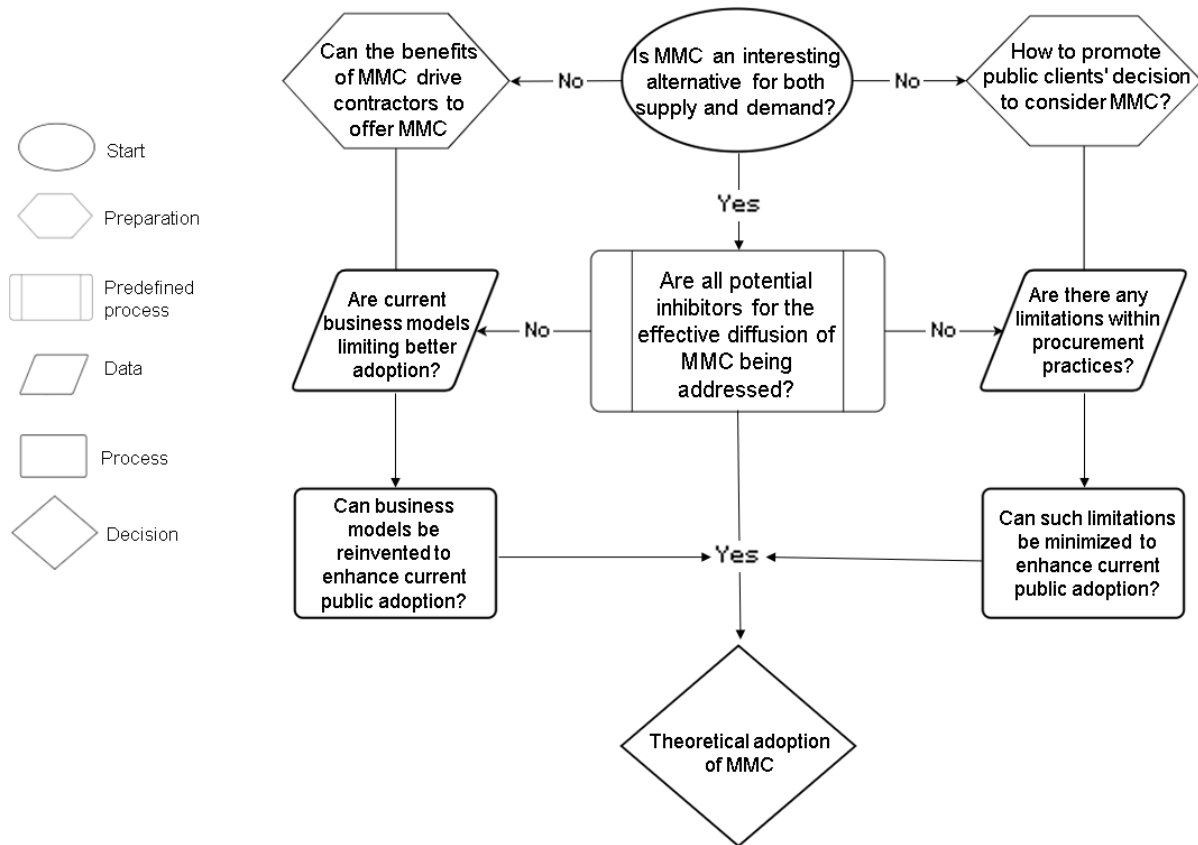 Can the benefits
of MMC drive
contractors to
offer MMC
No
Is MMC an interesting
alternative for both
supply and demand?
No
How to promote
public clients' decision
to consider MMC?
Start
Preparation
Predefined
process
Data
Process
Decision
Yes
Are current
business models
limiting better
adoption?
No
Are all potential
inhibitors for the
effective diffusion of
MMC being
addressed?
No
Are there any
limitations within
procurement
practices?
Can business
models be
reinvented to
enhance current
public adoption?
Yes
Can such limitations
be minimized to
enhance current
public adoption?
Theoretical adoption
of MMC